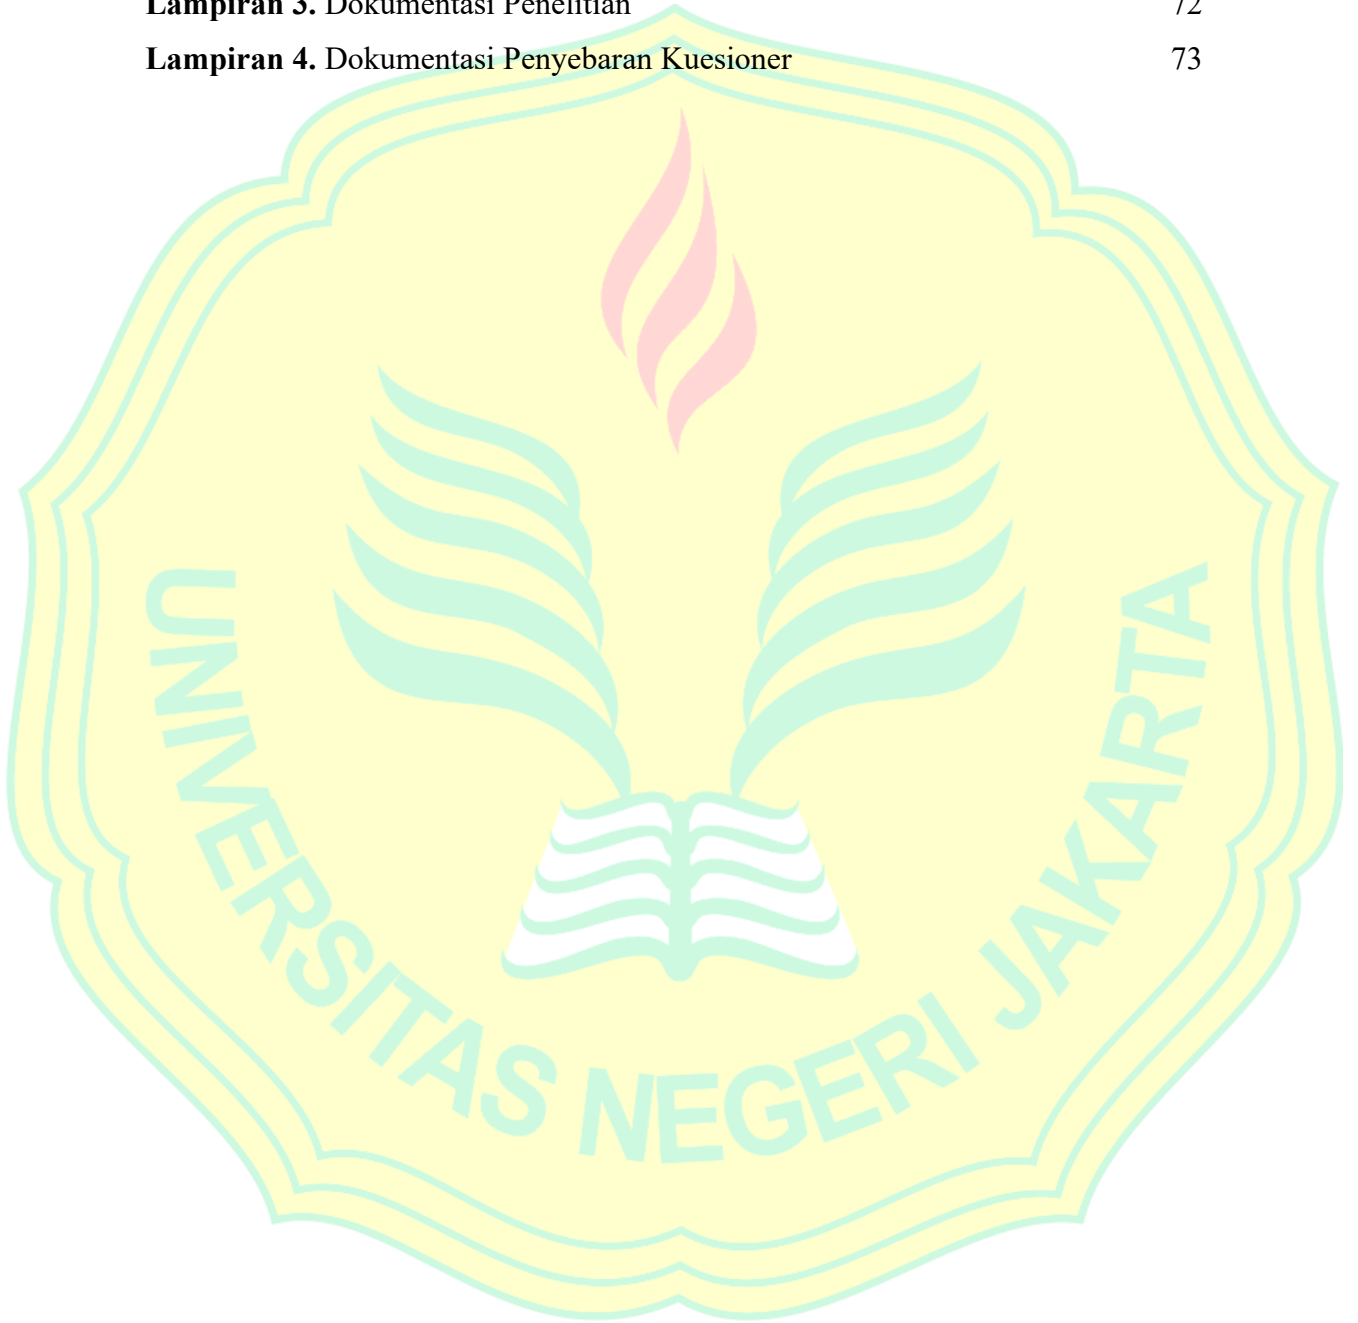 Lampiran 3. Dokumentasi Penelitian 72
Lampiran 4. Dokumentasi Penyebaran Kuesioner 73
UNIVERSITAS NEGERI JAKARTA